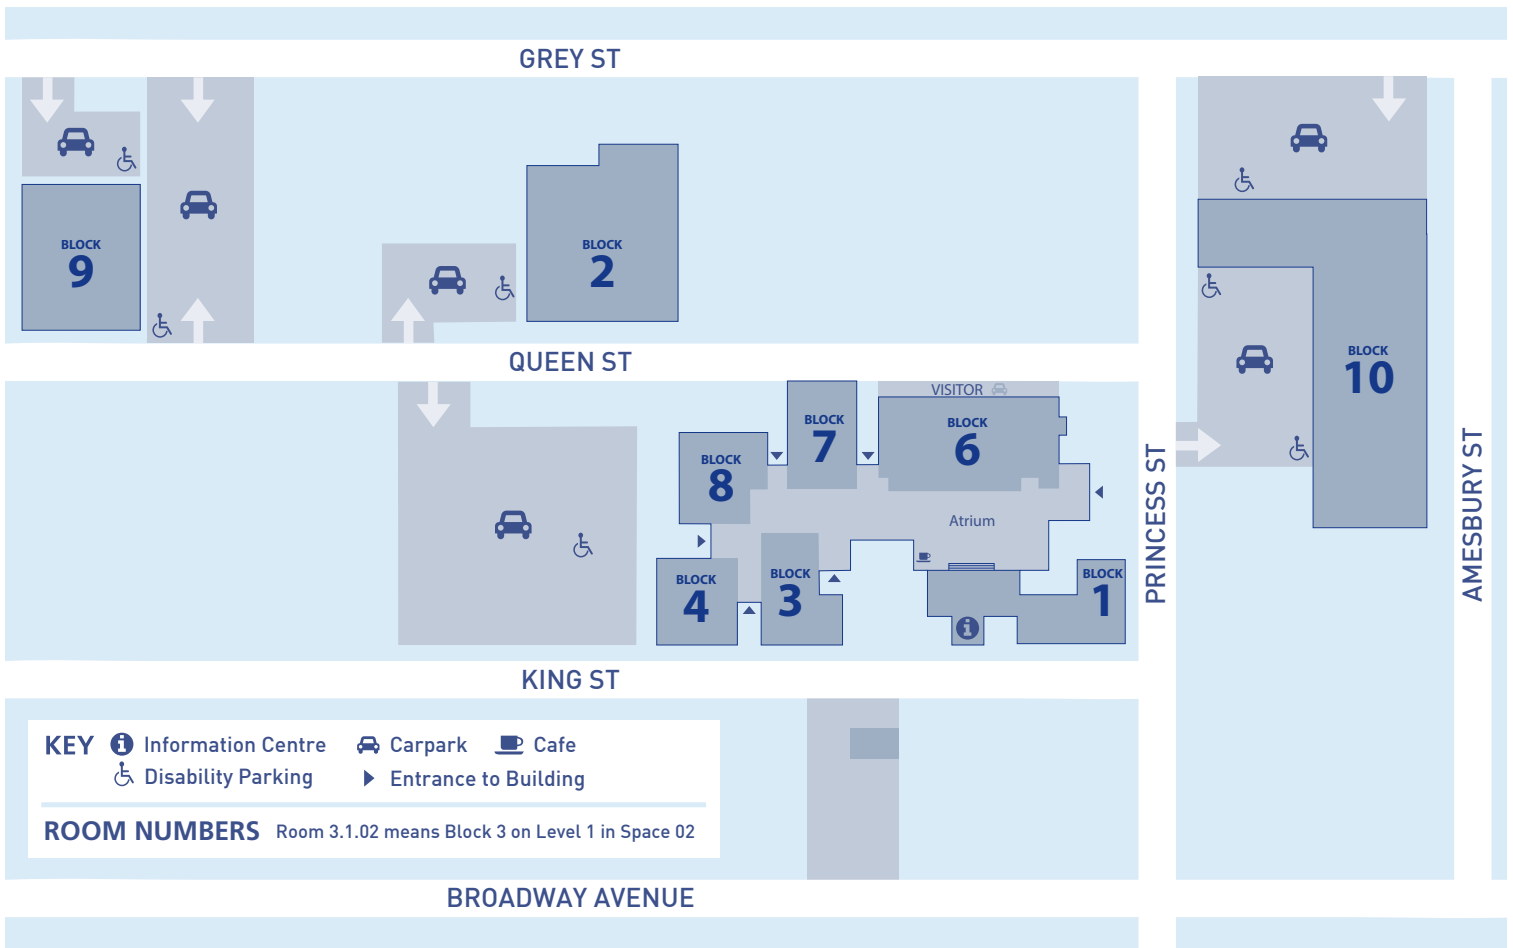 GREY ST
BLOCK
9
BLOCK
2
BLOCK
10
QUEEN ST
VISITOR
BLOCK
7
BLOCK
6
BLOCK
8
Atrium
BLOCK
4
BLOCK
3
BLOCK
1
PRINCESS ST
AMESBURY ST
KING ST
KEY Information Centre Carpark Cafe
Disability Parking Entrance to Building
ROOM NUMBERS Room 3.1.02 means Block 3 on Level 1 in Space 02
BROADWAY AVENUE